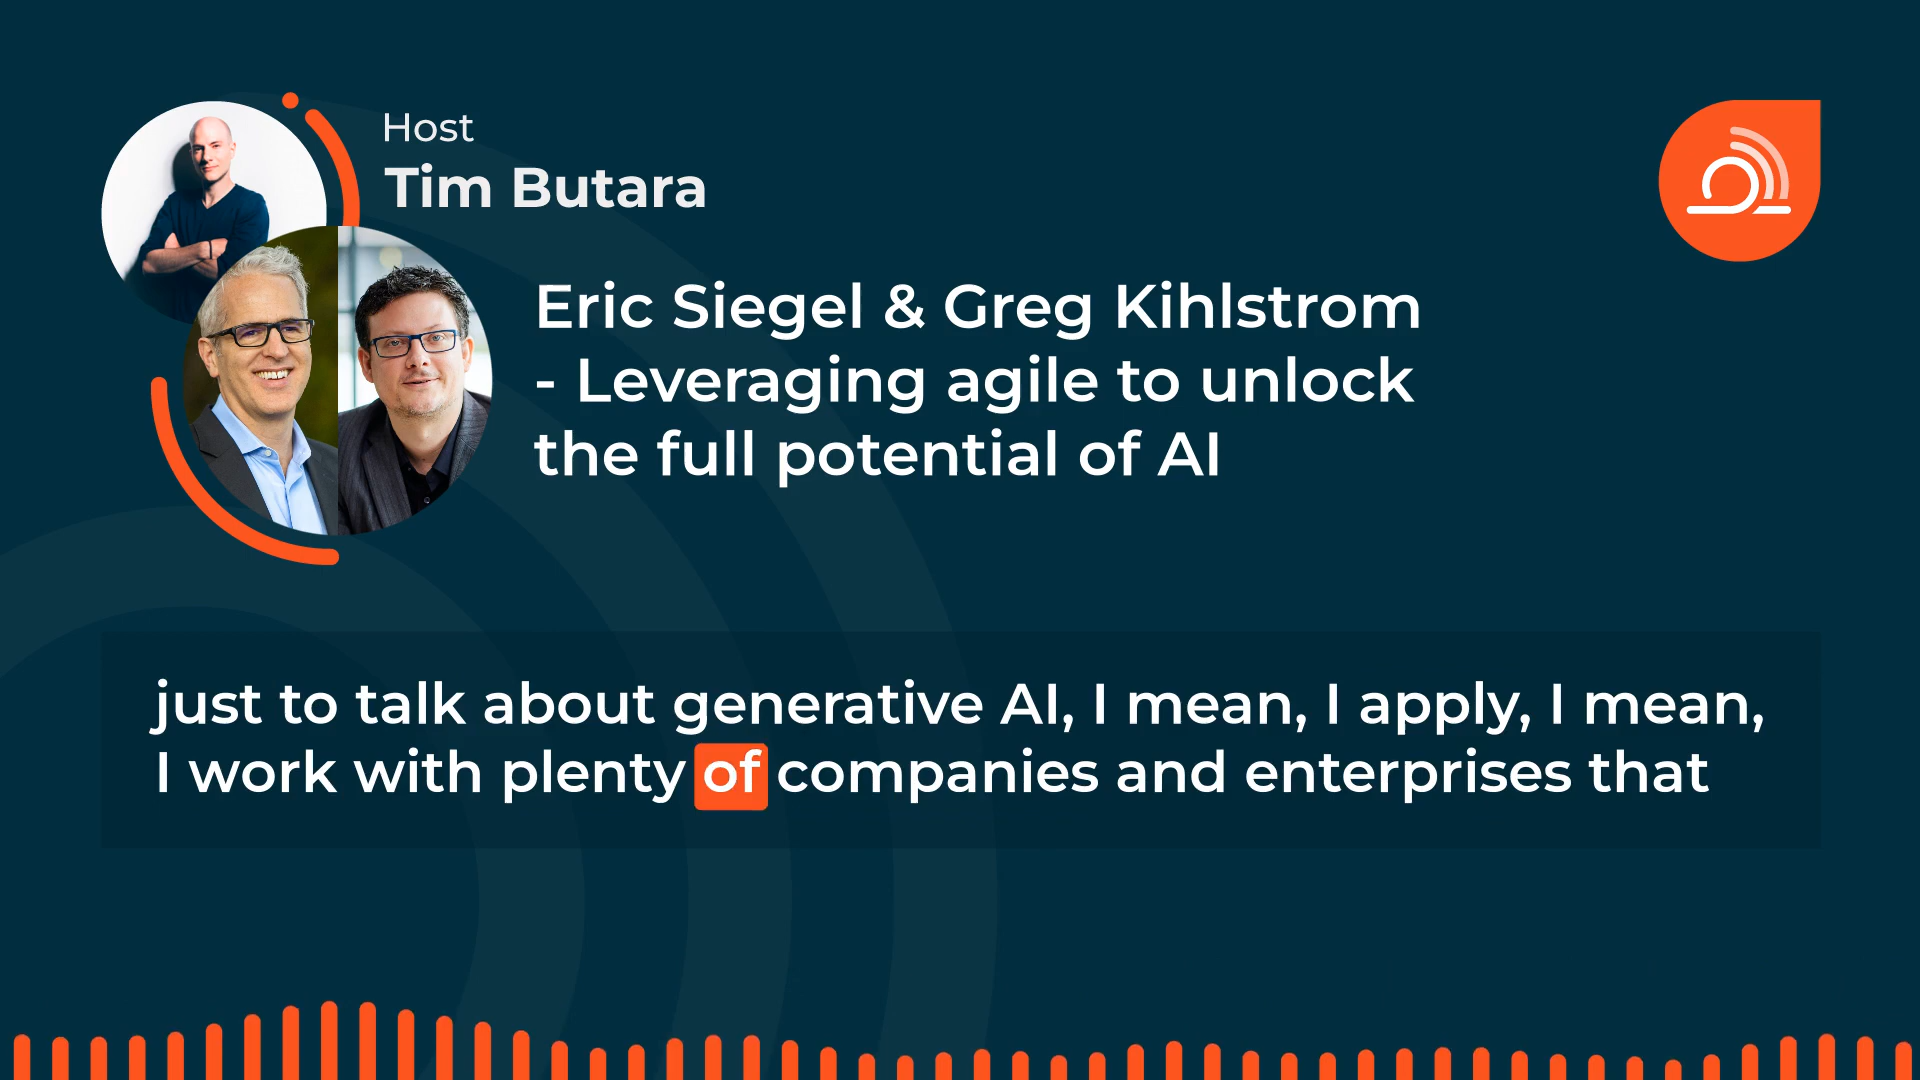 Host
Tim Butara
Eric Siegel & Greg Kihlstrom
- Leveraging agile to unlock
the full potential of AI
just to talk about generative AI, I mean, I apply, I mean,
I work with plenty of companies and enterprises that